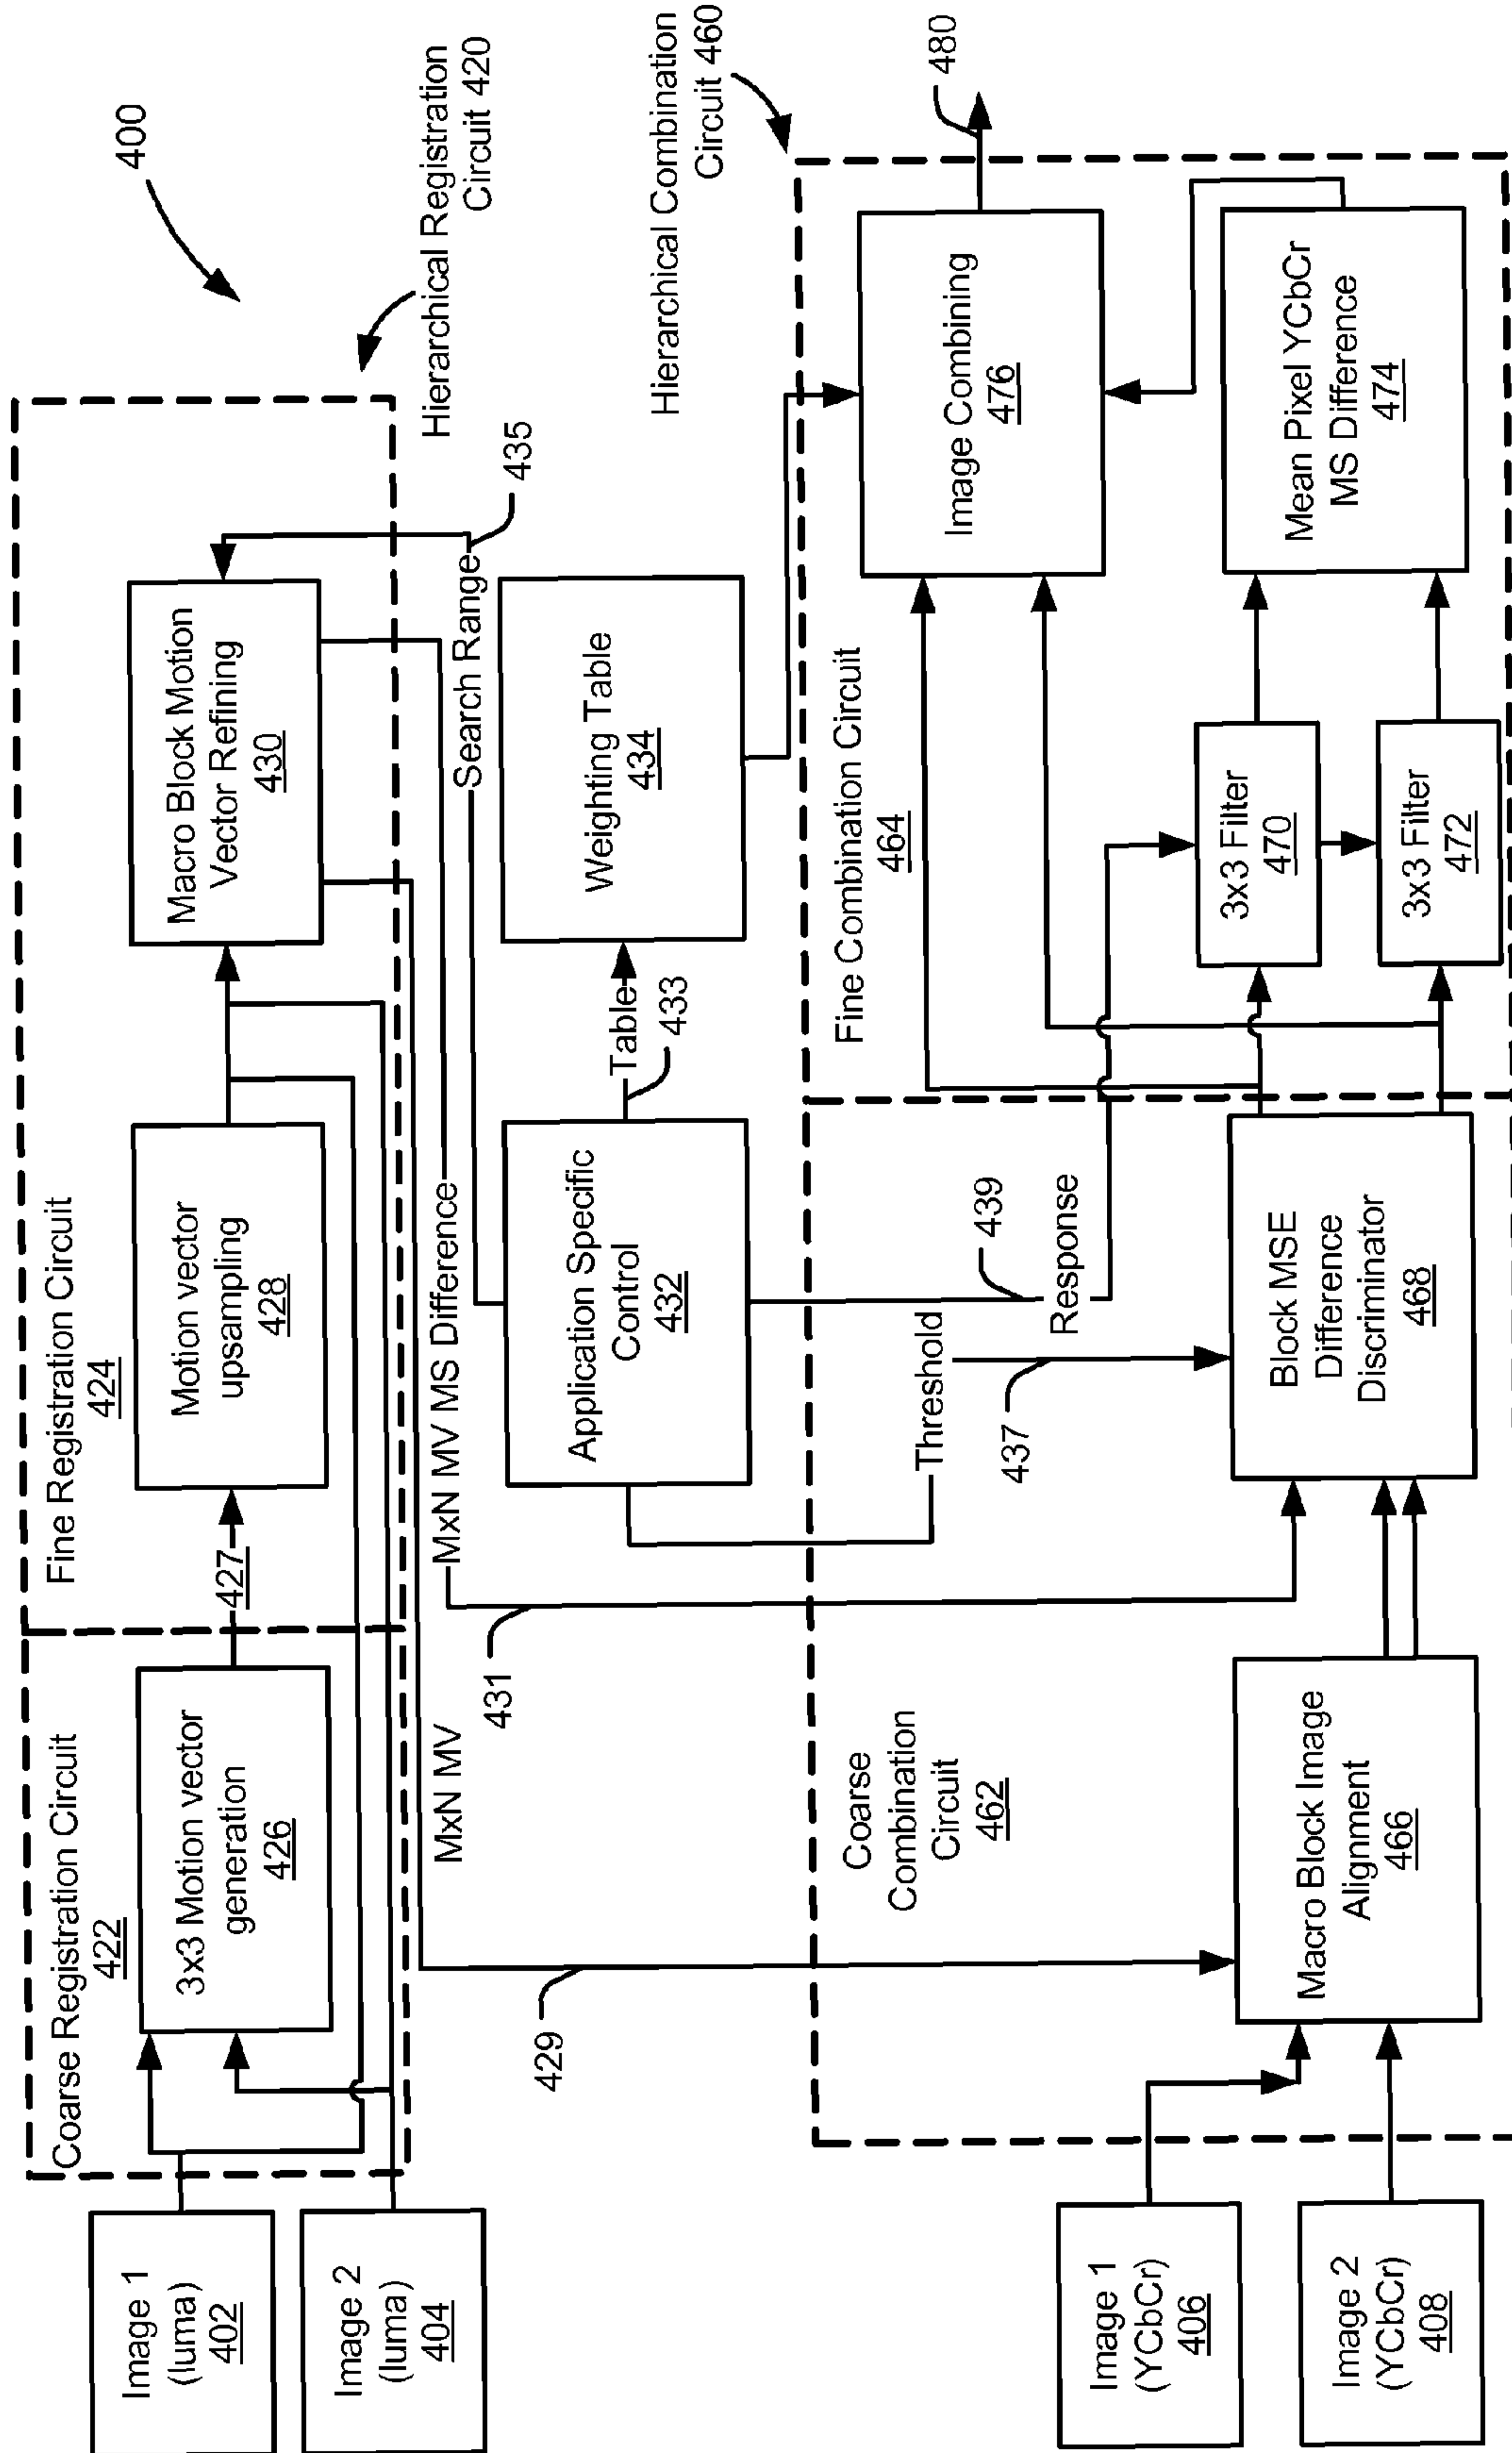 400
Hierarchical Registration
Circuit 420
Coarse Registration Circuit
422
Fine Registration Circuit
424
Image 1
(luma)
402
Image 2
(luma)
404
3x3 Motion vector
generation
426
427
Motion vector
upsampling
428
Macro Block Motion
Vector Refining
430
MxN MV
MxN MV MS Difference
Search Range
435
431
429
Application Specific
Control
432
Table
433
Weighting Table
434
Hierarchical Combination
Circuit 460
Threshold
437
Response
439
Coarse
Combination
Circuit
462
Fine Combination Circuit
464
Image 1
(YCbCr)
406
Image 2
(YCbCr)
408
Macro Block Image
Alignment
466
Block MSE
Difference
Discriminator
468
3x3 Filter
470
3x3 Filter
472
Image Combining
476
480
Mean Pixel YCbCr
MS Difference
474